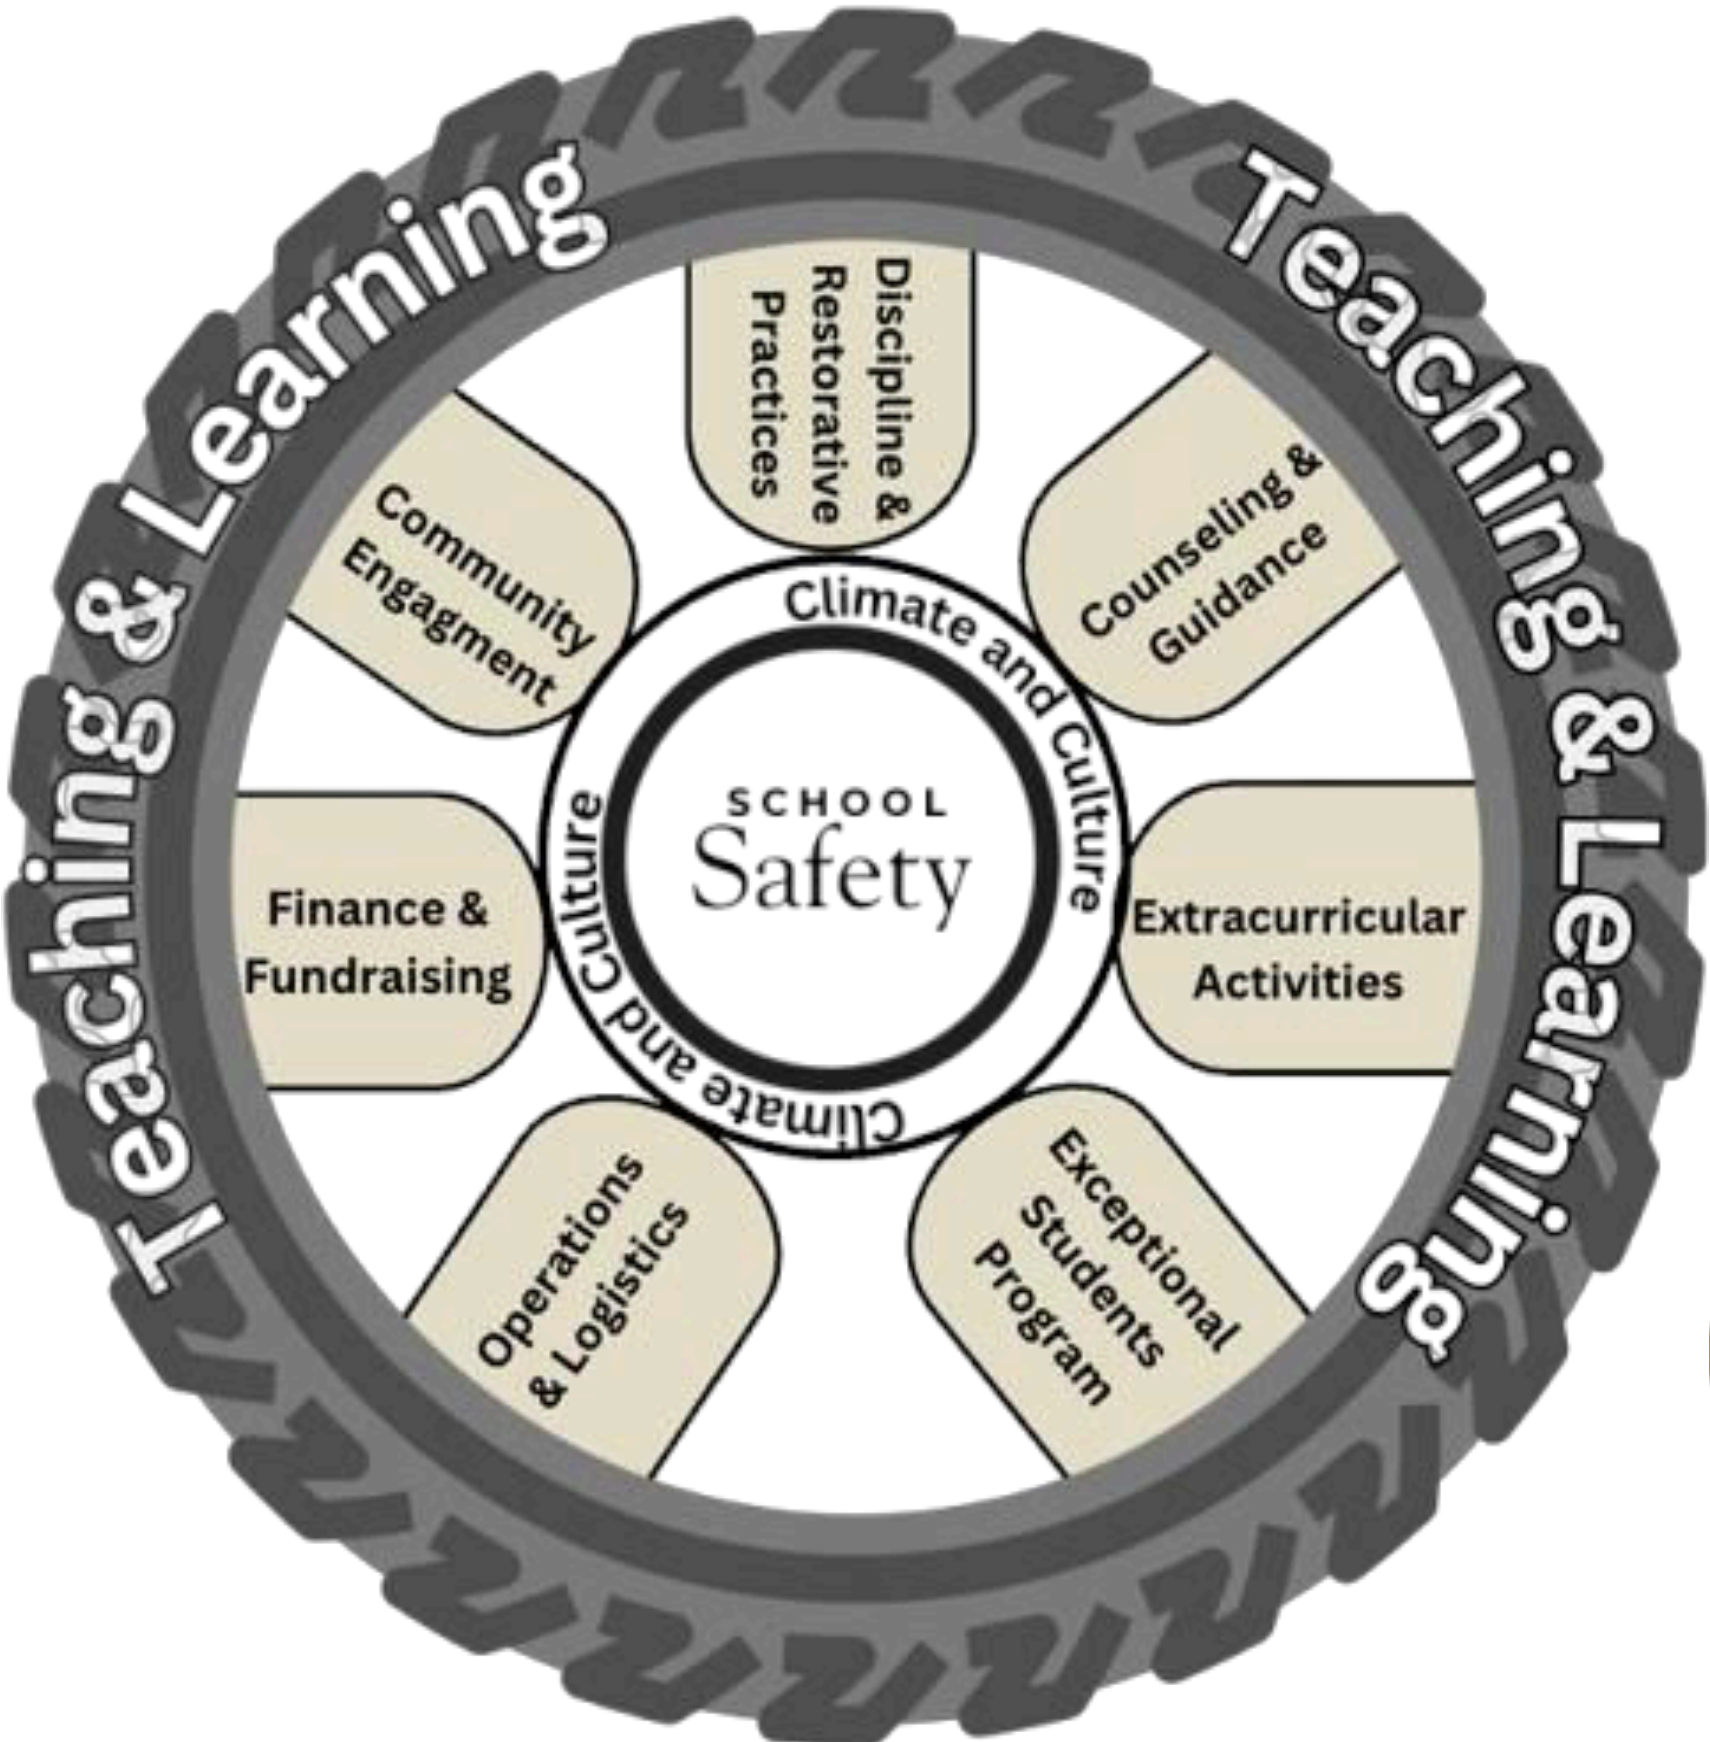 Teaching & Learning
Teaching & Learning
Discipline &
Restorative
Practices
Counseling &
Guidance
Extracurricular
Activities
Exceptional
Students
Program
Operations
& Logistics
Finance &
Fundraising
Community
Engagment
Climate and Culture
Climate and Culture
SCHOOL
Safety